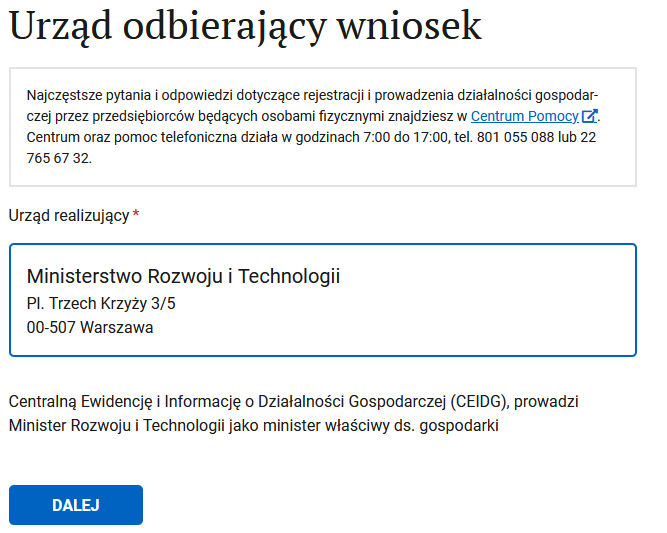 Urząd odbierający wniosek
Najczęstsze pytania i odpowiedzi dotyczące rejestracji i prowadzenia działalności gospodar-
czej przez przedsiębiorców będących osobami fizycznymi znajdziesz w Centrum Pomocy.
Centrum oraz pomoc telefoniczna działa w godzinach 7:00 do 17:00, tel. 801 055 088 lub 22
765 67 32.
Urząd realizujący *
Ministerstwo Rozwoju i Technologii
Pl. Trzech Krzyży 3/5
00-507 Warszawa
Centralną Ewidencję i Informację o Działalności Gospodarczej (CEIDG), prowadzi
Minister Rozwoju i Technologii jako minister właściwy ds. gospodarki
DALEJ